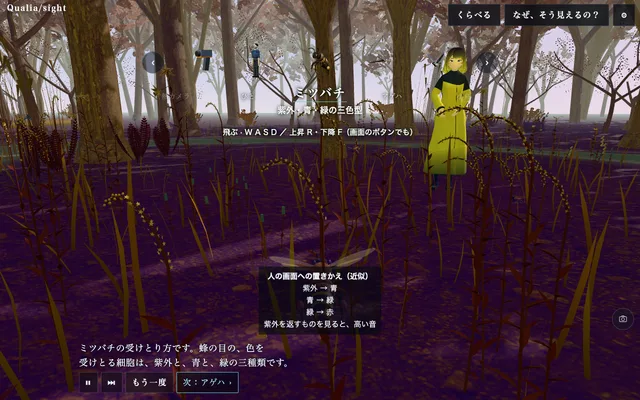 Qualia/sight
くらべる
なぜ、そう見えるの？
ミツバチ
紫外・青・緑の三色型
飛ぶ・W A S D ／ 上昇 R・下降 F（画面のボタンでも）
人の画面への置きかえ（近似）
紫外 → 青
青 → 緑
緑 → 赤
紫外を返すものを見ると、高い音
ミツバチの受けとり方です。蜂の目の、色を
受けとる細胞は、紫外と、青と、緑の三種類です。
もう一度
次：アゲハ ›